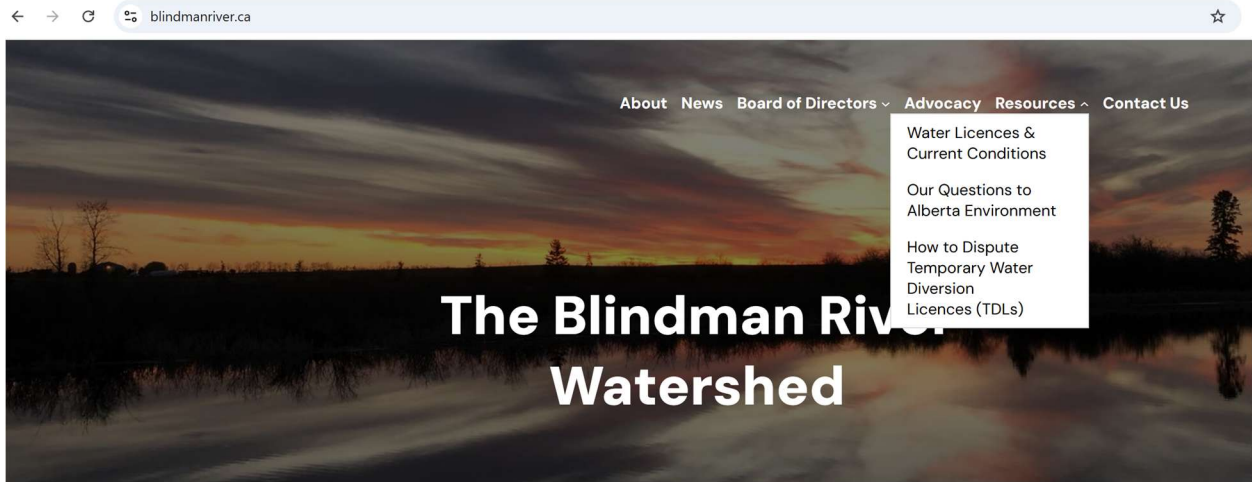 blindmanriver.ca
About News Board of Directors Advocacy Resources Contact Us
Water Licences &
Current Conditions
Our Questions to
Alberta Environment
How to Dispute
Temporary Water
Diversion
Licences (TDLs)
The Blindman River
Watershed